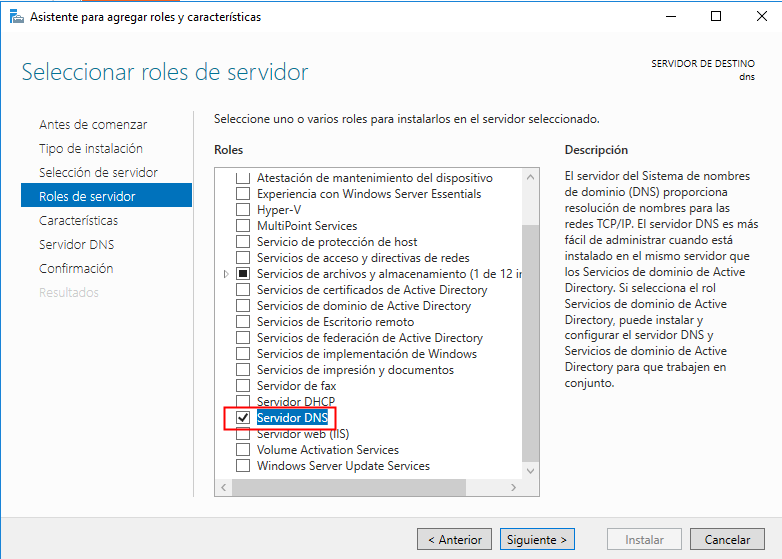 Asistente para agregar roles y características
Seleccionar roles de servidor
SERVIDOR DE DESTINO
dns
Antes de comenzar
Tipo de instalación
Selección de servidor
Roles de servidor
Características
Servidor DNS
Confirmación
Resultados
Seleccione uno o varios roles para instalarlos en el servidor seleccionado.
Roles
Atestación de mantenimiento del dispositivo
Experiencia con Windows Server Essentials
Hyper-V
MultiPoint Services
Servicio de protección de host
Servicios de acceso y directivas de redes
Servicios de archivos y almacenamiento (1 de 12 in
Servicios de certificados de Active Directory
Servicios de dominio de Active Directory
Servicios de Escritorio remoto
Servicios de federación de Active Directory
Servicios de implementación de Windows
Servicios de impresión y documentos
Servidor de fax
Servidor DHCP
Servidor DNS
Servidor web (IIS)
Volume Activation Services
Windows Server Update Services
Descripción
El servidor del Sistema de nombres
de dominio (DNS) proporciona
resolución de nombres para las
redes TCP/IP. El servidor DNS es más
fácil de administrar cuando está
instalado en el mismo servidor que
los Servicios de dominio de Active
Directory. Si selecciona el rol
Servicios de dominio de Active
Directory, puede instalar y
configurar el servidor DNS y
Servicios de dominio de Active
Directory para que trabajen en
conjunto.
< Anterior
Siguiente >
Instalar
Cancelar